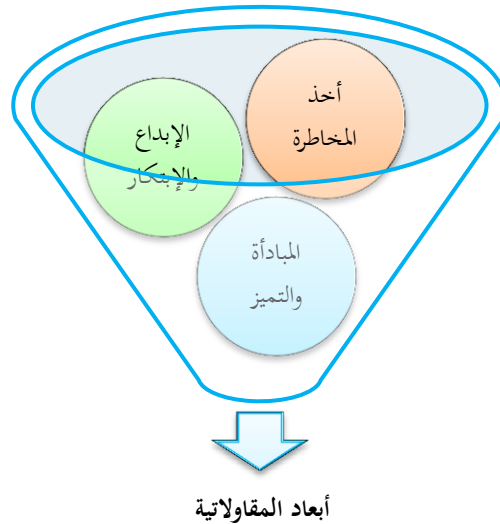 أخذ
المخاطرة
الإبداع
والإبتكار
المبادأة
والتميز
أبعاد المقاولاتية